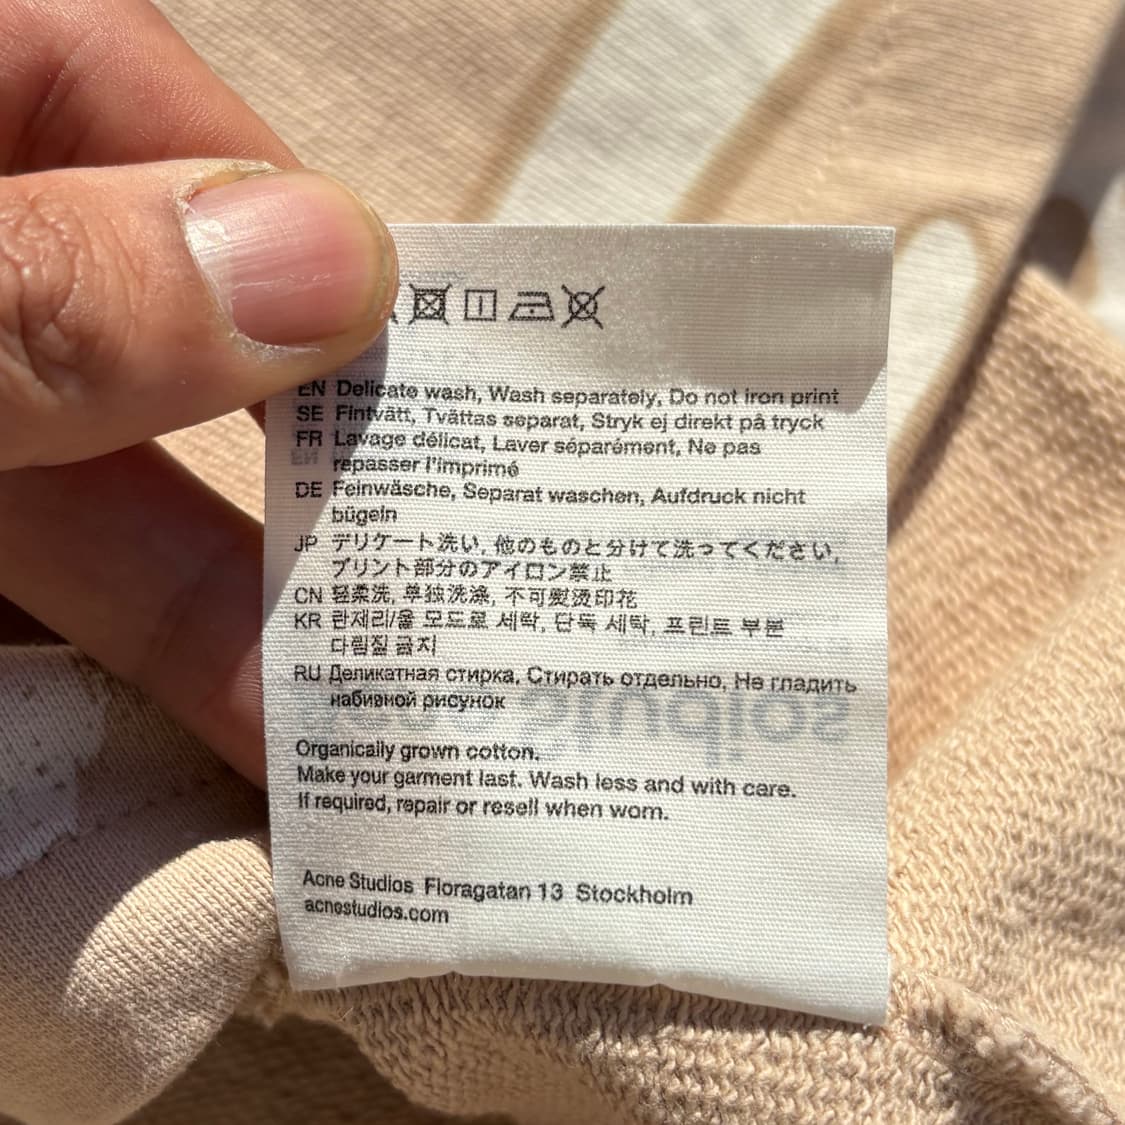 EN Delicate wash, Wash separately, Do not iron print
SE Fintvätt, Tvättas separat, Stryk ej direkt på tryck
FR Lavage délicat, Laver séparément, Ne pas
repasser l'imprimé
DE Feinwäsche, Separat waschen, Aufdruck nicht
bügeln
JP デリケート洗い, 他のものと分けて洗ってください,
プリント部分のアイロン禁止
CN 轻柔洗, 单独洗涤, 不可熨烫印花
KR 란제리/울 모드로 세탁, 단독 세탁, 프린트 부분
다림질 금지
RU Деликатная стирка, Стирать отдельно, Не гладить
набивной рисунок
Organically grown cotton.
Make your garment last. Wash less and with care.
If required, repair or resell when worn.
Acne Studios Floragatan 13 Stockholm
acnestudios.com